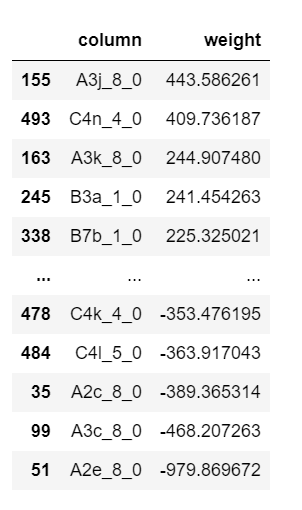 column weight
155 A3j_8_0 443.586261
493 C4n_4_0 409.736187
163 A3k_8_0 244.907480
245 B3a_1_0 241.454263
338 B7b_1_0 225.325021
... ... ...
478 C4k_4_0 -353.476195
484 C4l_5_0 -363.917043
35 A2c_8_0 -389.365314
99 A3c_8_0 -468.207263
51 A2e_8_0 -979.869672